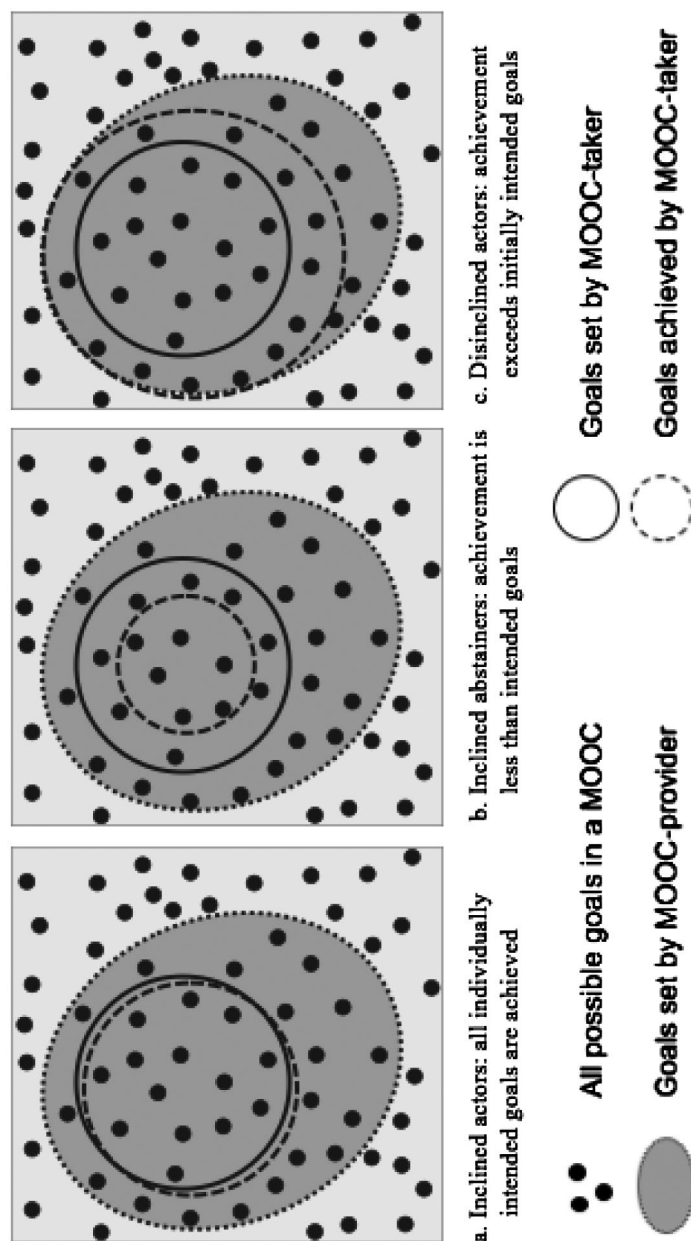 a. Inclined actors: all individually
intended goals are achieved
b. Inclined abstainers: achievement is
less than intended goals
c. Disinclined actors: achievement
exceeds initially intended goals
All possible goals in a MOOC
Goals set by MOOC-taker
Goals set by MOOC-provider
Goals achieved by MOOC-taker